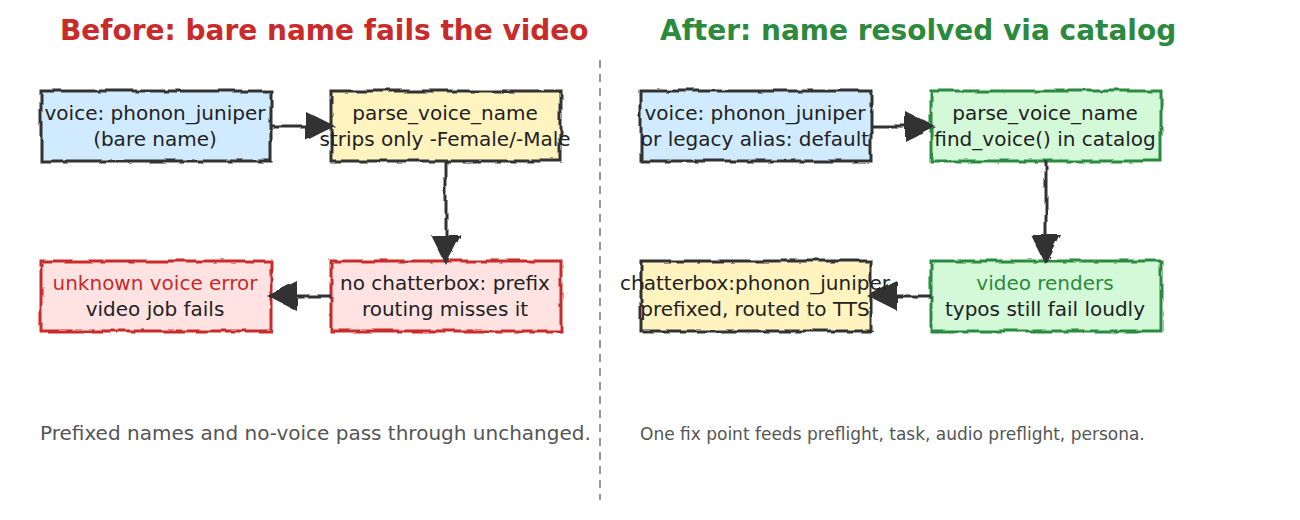 Before: bare name fails the video
voice: phonon_juniper
(bare name)
parse_voice_name
strips only -Female/-Male
unknown voice error
video job fails
no chatterbox: prefix
routing misses it
Prefixed names and no-voice pass through unchanged.
After: name resolved via catalog
voice: phonon_juniper
or legacy alias: default
parse_voice_name
find_voice() in catalog
chatterbox:phonon_juniper
prefixed, routed to TTS
video renders
typos still fail loudly
One fix point feeds preflight, task, audio preflight, persona.